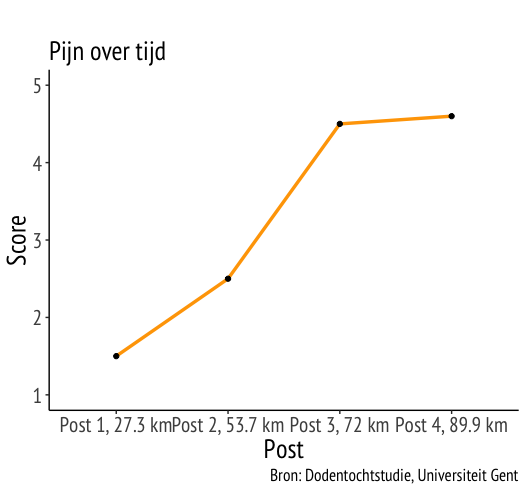 Pijn over tijd
5
4
3
2
1
Score
Post 1, 27.3 km
Post 2, 53.7 km
Post 3, 72 km
Post 4, 89.9 km
Post
Bron: Dodentochtstudie, Universiteit Gent